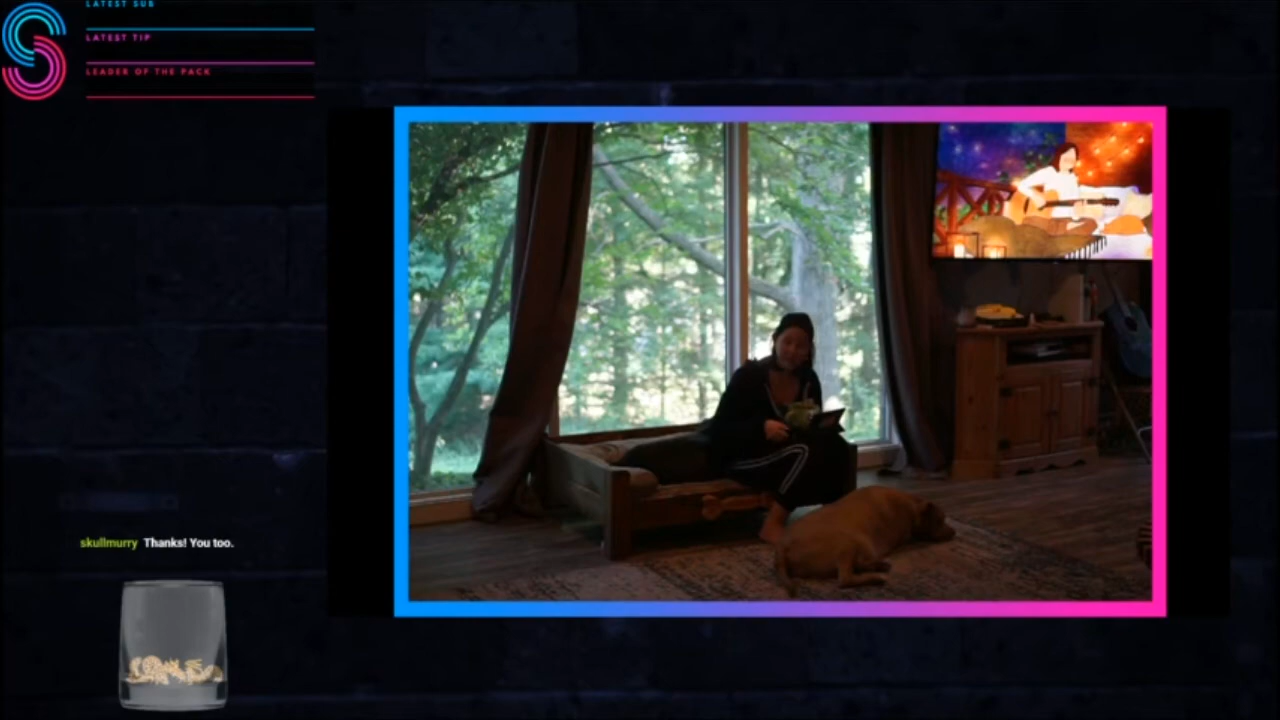 LATEST SUB
LATEST TIP
LEADER OF THE PACK
skullmurry Thanks! You too.